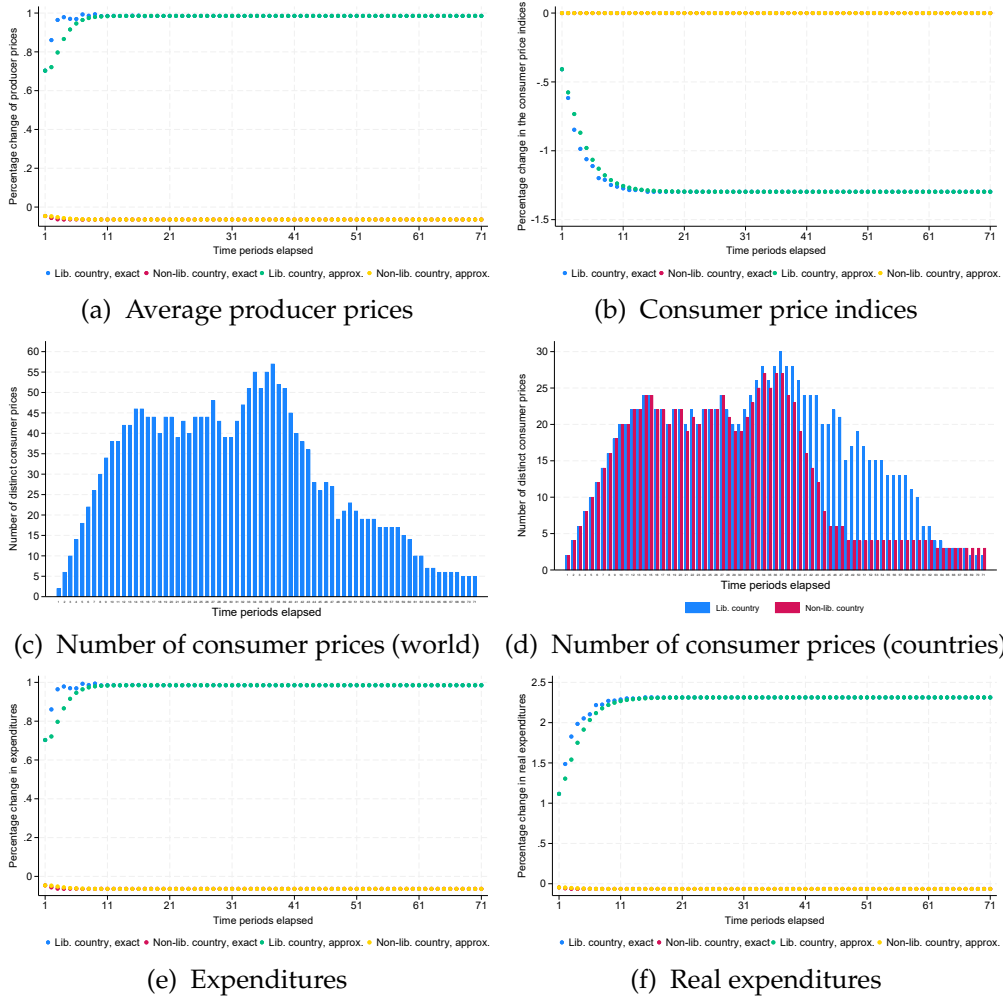 Percentage change of producer prices
1
.8
.6
.4
.2
0
1 11 21 31 41 51 61 71
Time periods elapsed
Lib. country, exact Non-lib. country, exact Lib. country, approx. Non-lib. country, approx.
(a) Average producer prices
Percentage change in the consumer price indices
0
-.5
-1
-1.5
1 11 21 31 41 51 61 71
Time periods elapsed
Lib. country, exact Non-lib. country, exact Lib. country, approx. Non-lib. country, approx.
(b) Consumer price indices
Number of distinct consumer prices
60
55
50
45
40
35
30
25
20
15
10
5
0
Time periods elapsed
(c) Number of consumer prices (world)
Number of distinct consumer prices
30
25
20
15
10
5
0
Time periods elapsed
Lib. country Non-lib. country
(d) Number of consumer prices (countries)
Percentage change in expenditures
1
.8
.6
.4
.2
0
1 11 21 31 41 51 61 71
Time periods elapsed
Lib. country, exact Non-lib. country, exact Lib. country, approx. Non-lib. country, approx.
(e) Expenditures
Percentage change in real expenditures
2.5
2
1.5
1
.5
0
1 11 21 31 41 51 61 71
Time periods elapsed
Lib. country, exact Non-lib. country, exact Lib. country, approx. Non-lib. country, approx.
(f) Real expenditures